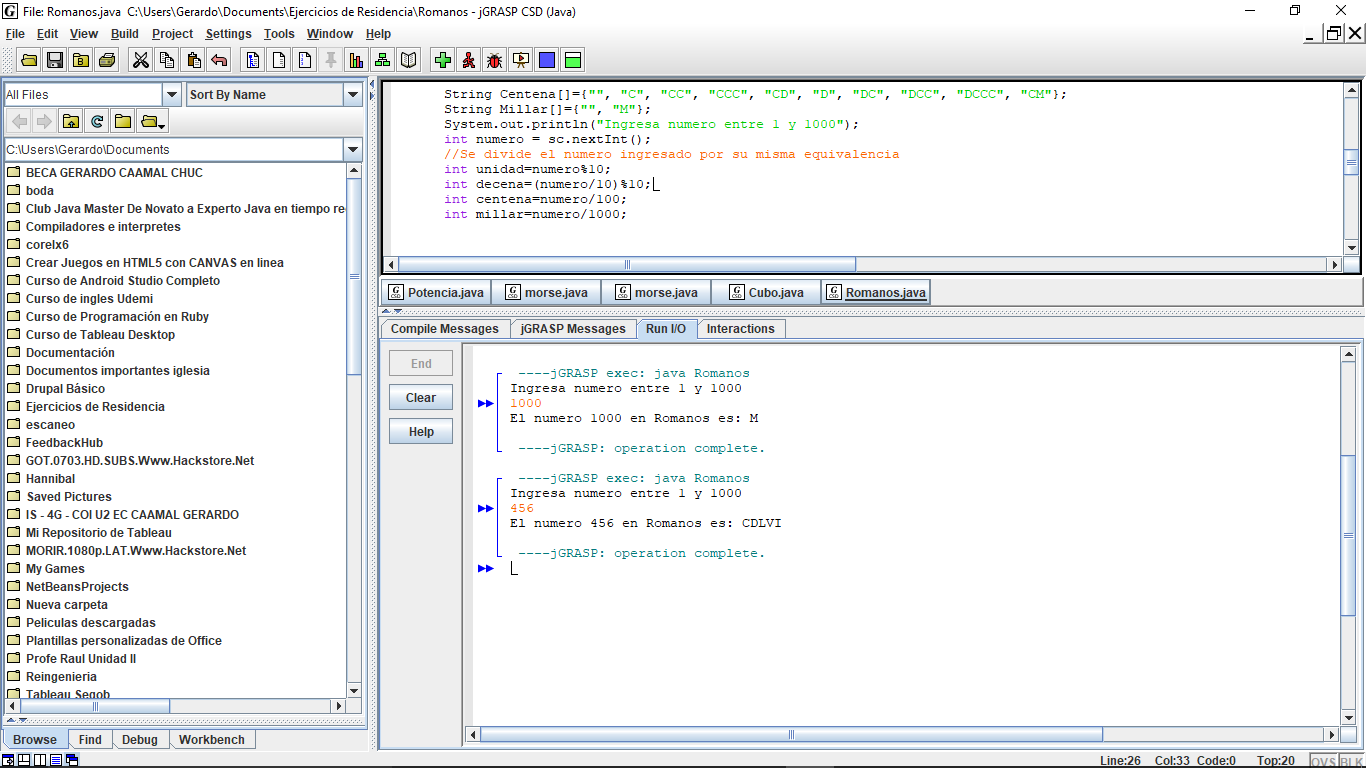 File: Romanos.java  C:\Users\Gerardo\Documents\Ejercicios de Residencia\Romanos - jGRASP CSD (Java)
File Edit View Build Project Settings Tools Window Help
All Files
Sort By Name
C:\Users\Gerardo\Documents
BECA GERARDO CAAMAL CHUC
boda
Club Java Master De Novato a Experto Java en tiempo re
Compiladores e interpretes
corelx6
Crear Juegos en HTML5 con CANVAS en linea
Curso de Android Studio Completo
Curso de ingles Udemi
Curso de Programación en Ruby
Curso de Tableau Desktop
Documentación
Documentos importantes iglesia
Drupal Básico
Ejercicios de Residencia
escaneo
FeedbackHub
GOT.0703.HD.SUBS.Www.Hackstore.Net
Hannibal
Saved Pictures
IS - 4G - COI U2 EC CAAMAL GERARDO
Mi Repositorio de Tableau
MORIR.1080p.LAT.Www.Hackstore.Net
My Games
NetBeansProjects
Nueva carpeta
Peliculas descargadas
Plantillas personalizadas de Office
Profe Raul Unidad II
Reingenieria
Tableau Segob
Browse Find Debug Workbench
String Centena[]={"", "C", "CC", "CCC", "CD", "D", "DC", "DCC", "DCCC", "CM"};
String Millar[]={"", "M"};
System.out.println("Ingresa numero entre 1 y 1000");
int numero = sc.nextInt();
//Se divide el numero ingresado por su misma equivalencia
int unidad=numero%10;
int decena=(numero/10)%10;
int centena=numero/100;
int millar=numero/1000;
Potencia.java morse.java morse.java Cubo.java Romanos.java
Compile Messages jGRASP Messages Run I/O Interactions
End
Clear
Help
----jGRASP exec: java Romanos
Ingresa numero entre 1 y 1000
1000
El numero 1000 en Romanos es: M
----jGRASP: operation complete.
----jGRASP exec: java Romanos
Ingresa numero entre 1 y 1000
456
El numero 456 en Romanos es: CDLVI
----jGRASP: operation complete.
Line:26 Col:33 Code:0 Top:20 OVS BLK